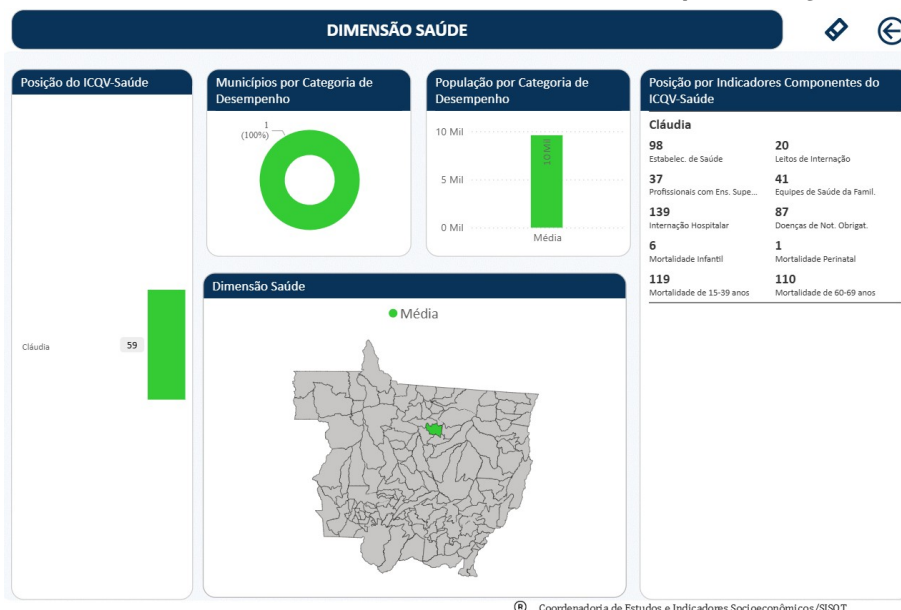 DIMENSÃO SAÚDE
Posição do ICQV-Saúde
Cláudia
59
Municípios por Categoria de
Desempenho
1
(100%)
População por Categoria de
Desempenho
10 Mil
5 Mil
0 Mil
10 Mil
Média
Dimensão Saúde
Média
Posição por Indicadores Componentes do
ICQV-Saúde
Cláudia
98 20
Estabelec. de Saúde Leitos de Internação
37 41
Profissionais com Ens. Supe... Equipes de Saúde da Famil.
139 87
Internação Hospitalar Doenças de Not. Obrigat.
6 1
Mortalidade Infantil Mortalidade Perinatal
119 110
Mortalidade de 15-39 anos Mortalidade de 60-69 anos
® Coordenadoria de Estudos e Indicadores Socioeconômicos/SISOT